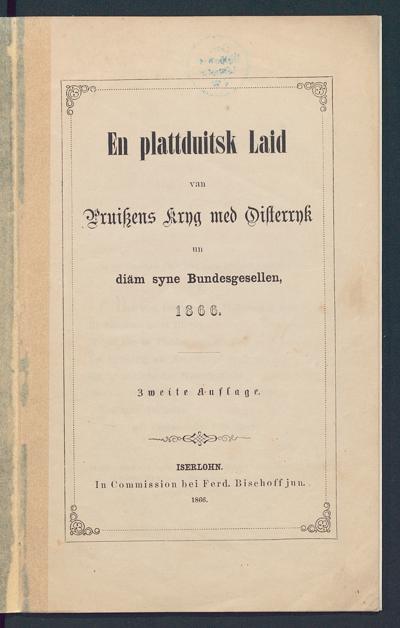 En plattduitsk Laid
van
Pruißens Kryg med Oisterryk
un
diäm syne Bundesgesellen,
1866.
Zweite Auflage.
ISERLOHN.
In Commission bei Ferd. Bischoff jun.
1866.